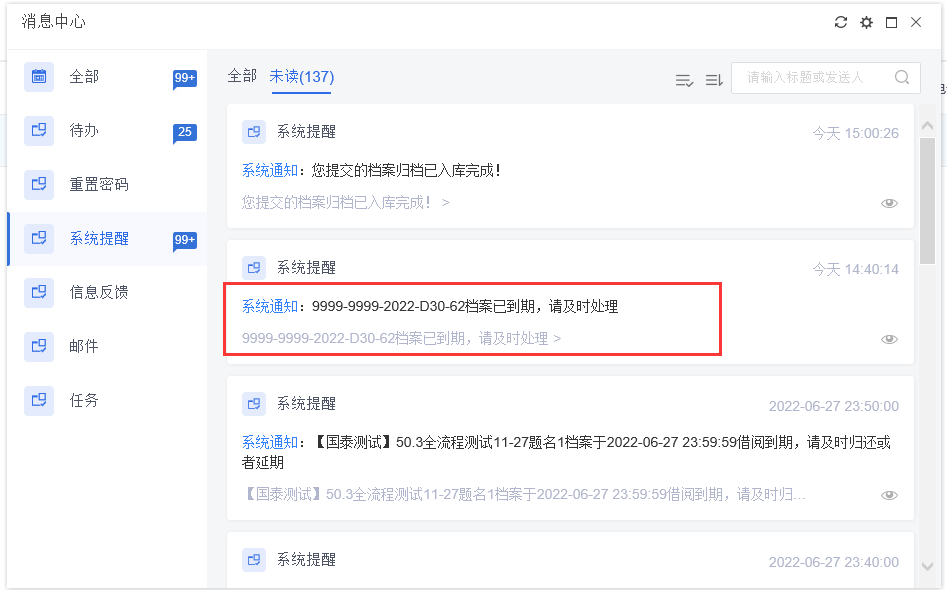 消息中心
全部
99+
待办
25
重置密码
系统提醒
99+
信息反馈
邮件
任务
全部 未读(137)
请输入标题或发送人
系统提醒
今天 15:00:26
系统通知：您提交的档案归档已入库完成！
您提交的档案归档已入库完成！ >
系统提醒
今天 14:40:14
系统通知：9999-9999-2022-D30-62档案已到期，请及时处理
9999-9999-2022-D30-62档案已到期，请及时处理 >
系统提醒
2022-06-27 23:50:00
系统通知：【国泰测试】50.3全流程测试11-27题名1档案于2022-06-27 23:59:59借阅到期，请及时归还或
者延期
【国泰测试】50.3全流程测试11-27题名1档案于2022-06-27 23:59:59借阅到期，请及时归…
系统提醒
2022-06-27 23:40:00